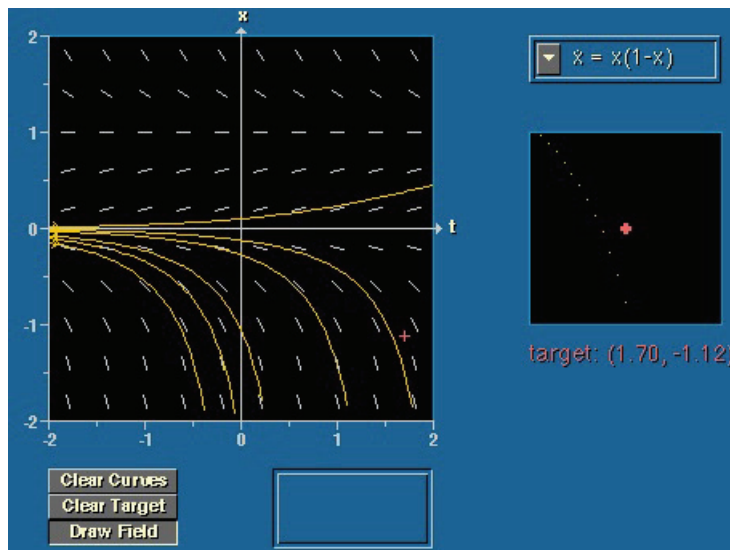 x
2
1
0
-1
-2
t
-2
-1
0
1
2
ẋ = x(1-x)
target: (1.70, -1.12)
Clear Curves
Clear Target
Draw Field